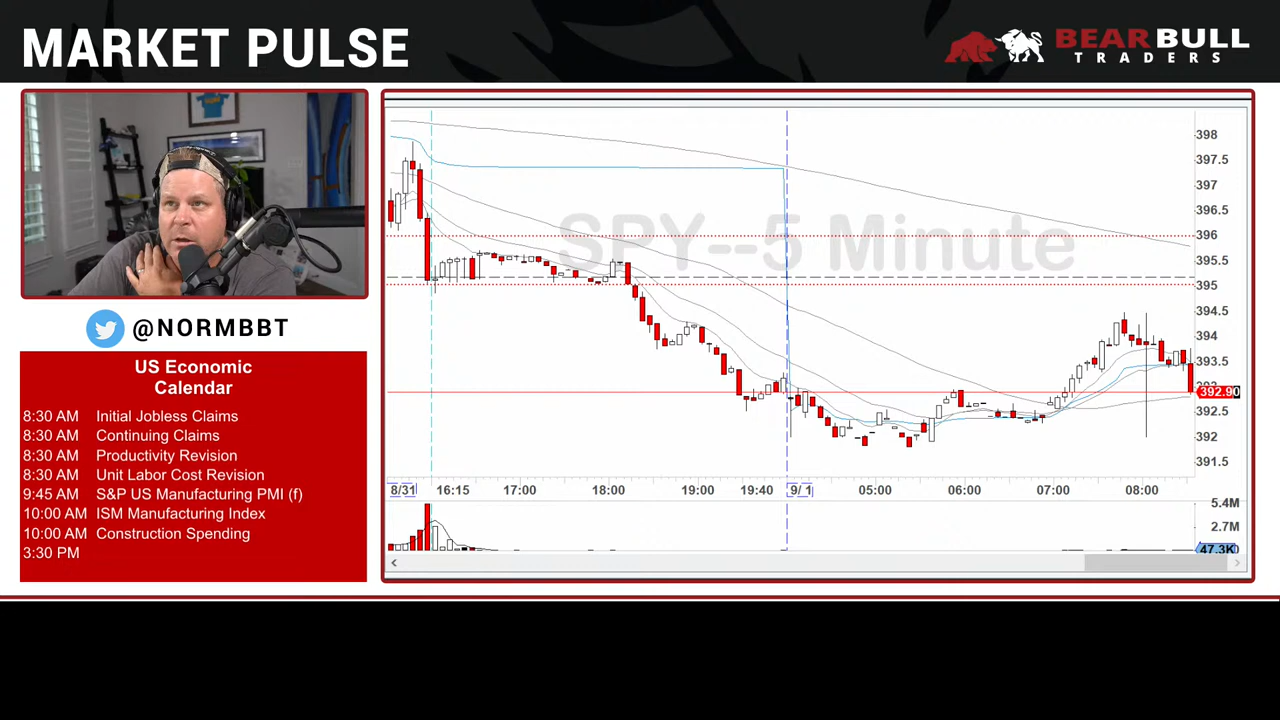 MARKET PULSE
BEARBULL
TRADERS
@NORMBBT
US Economic
Calendar
8:30 AM Initial Jobless Claims
8:30 AM Continuing Claims
8:30 AM Productivity Revision
8:30 AM Unit Labor Cost Revision
9:45 AM S&P US Manufacturing PMI (f)
10:00 AM ISM Manufacturing Index
10:00 AM Construction Spending
3:30 PM
SPY--5 Minute
398
397.5
397
396.5
396
395.5
395
394.5
394
393.5
392.90
392.5
392
391.5
8/31 16:15 17:00 18:00 19:00 19:40 9/ 1 05:00 06:00 07:00 08:00
5.4M
2.7M
47.3K